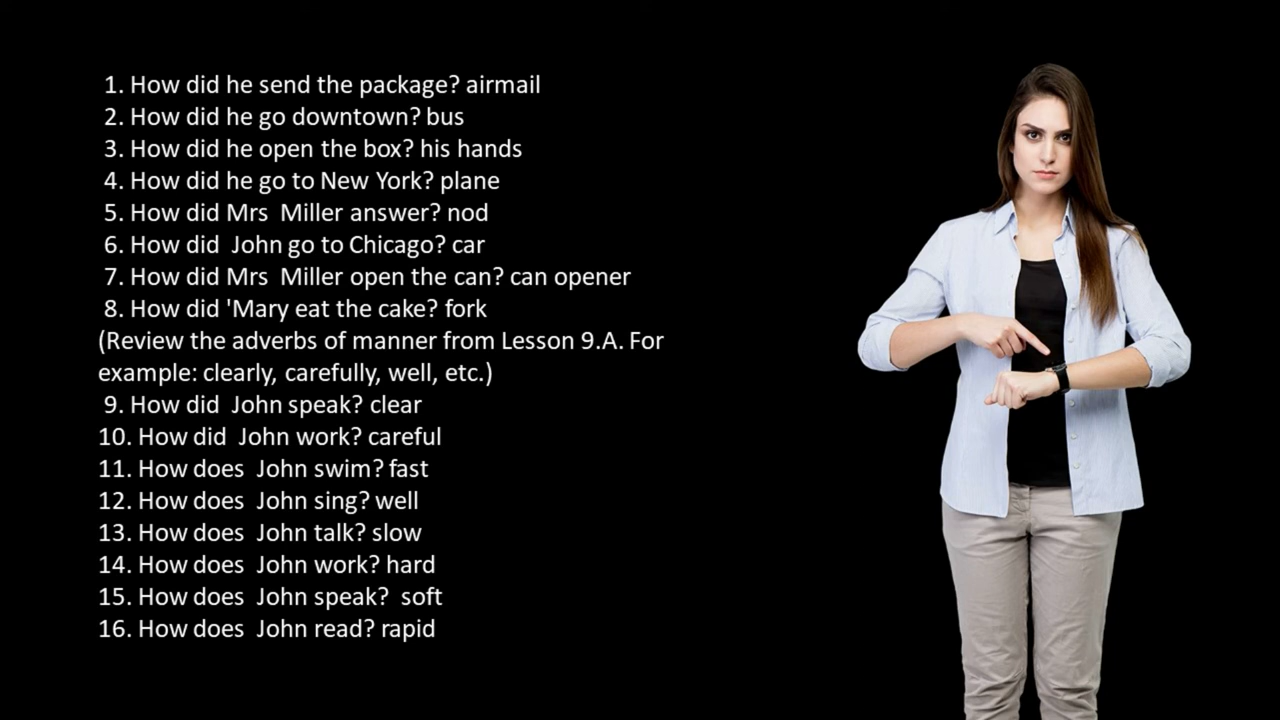 1. How did he send the package? airmail
2. How did he go downtown? bus
3. How did he open the box? his hands
4. How did he go to New York? plane
5. How did Mrs  Miller answer? nod
6. How did  John go to Chicago? car
7. How did Mrs  Miller open the can? can opener
8. How did 'Mary eat the cake? fork
(Review the adverbs of manner from Lesson 9.A. For
example: clearly, carefully, well, etc.)
9. How did  John speak? clear
10. How did  John work? careful
11. How does  John swim? fast
12. How does  John sing? well
13. How does  John talk? slow
14. How does  John work? hard
15. How does  John speak?  soft
16. How does  John read? rapid